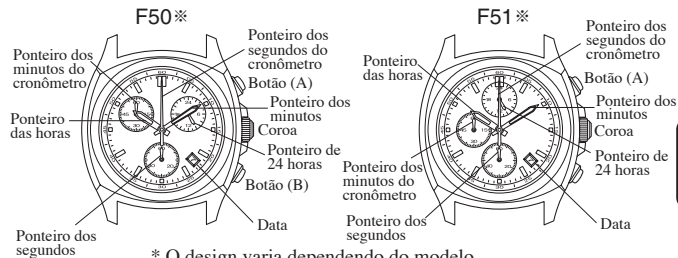 F50※
Ponteiro dos
minutos do
cronômetro
Ponteiro dos
segundos do
cronômetro
Botão (A)
Ponteiro dos
minutos
Ponteiro
das horas
Coroa
Ponteiro de
24 horas
Botão (B)
Data
Ponteiro dos
segundos
F51※
Ponteiro
das horas
Ponteiro dos
segundos do
cronômetro
Botão (A)
Ponteiro dos
minutos
Coroa
Ponteiro de
24 horas
Ponteiro dos
minutos do
cronômetro
Data
Ponteiro dos
segundos
* O design varia dependendo do modelo